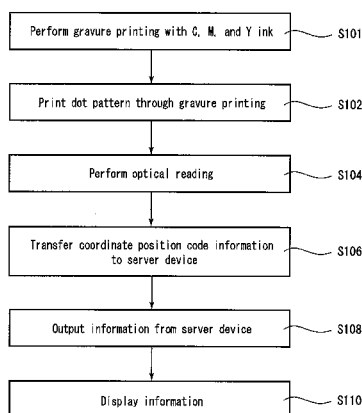 Perform gravure printing with C, M, and Y ink
S101
Print dot pattern through gravure printing
S102
Perform optical reading
S104
Transfer coordinate position code information
to server device
S106
Output information from server device
S108
Display information
S110